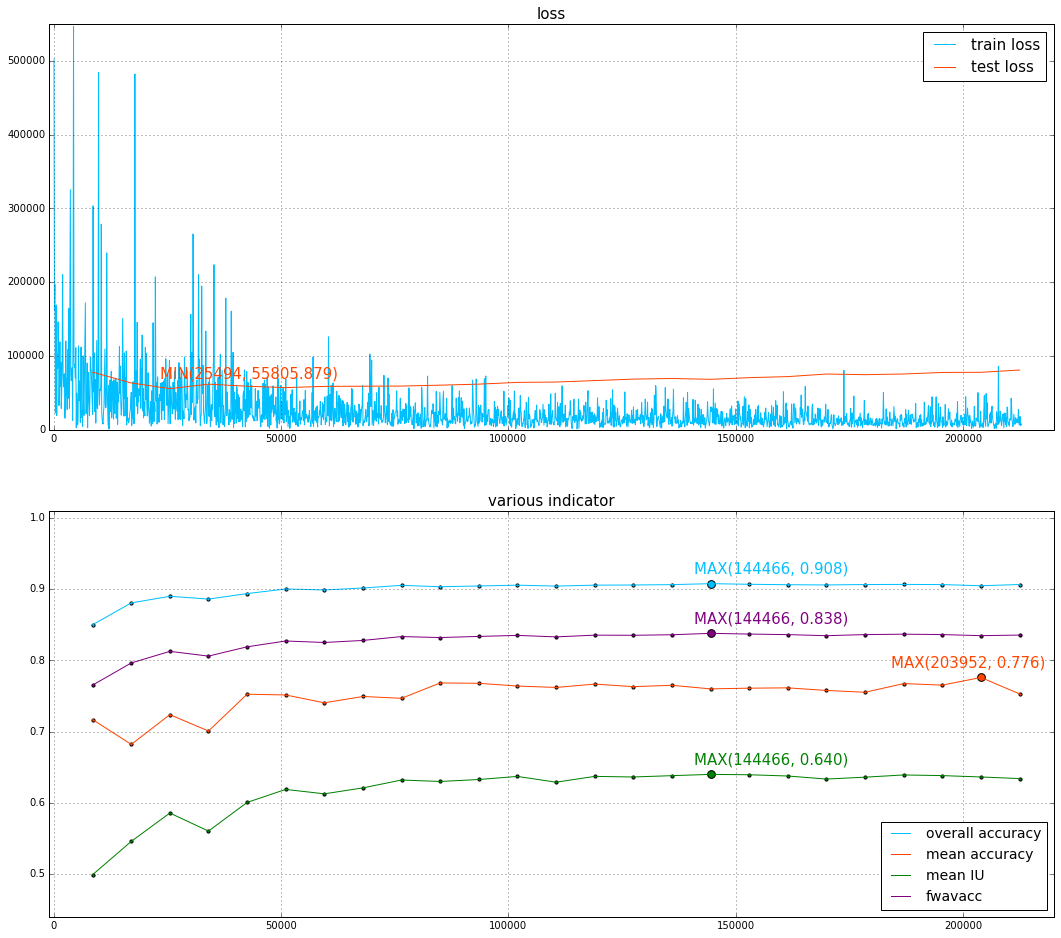 loss
500000
400000
300000
200000
100000
0
train loss
test loss
MIN(25494, 55805.879)
0
50000
100000
150000
200000
various indicator
1.0
0.9
0.8
0.7
0.6
0.5
MAX(144466, 0.908)
MAX(144466, 0.838)
MAX(203952, 0.776)
MAX(144466, 0.640)
overall accuracy
mean accuracy
mean IU
fwavacc
0
50000
100000
150000
200000